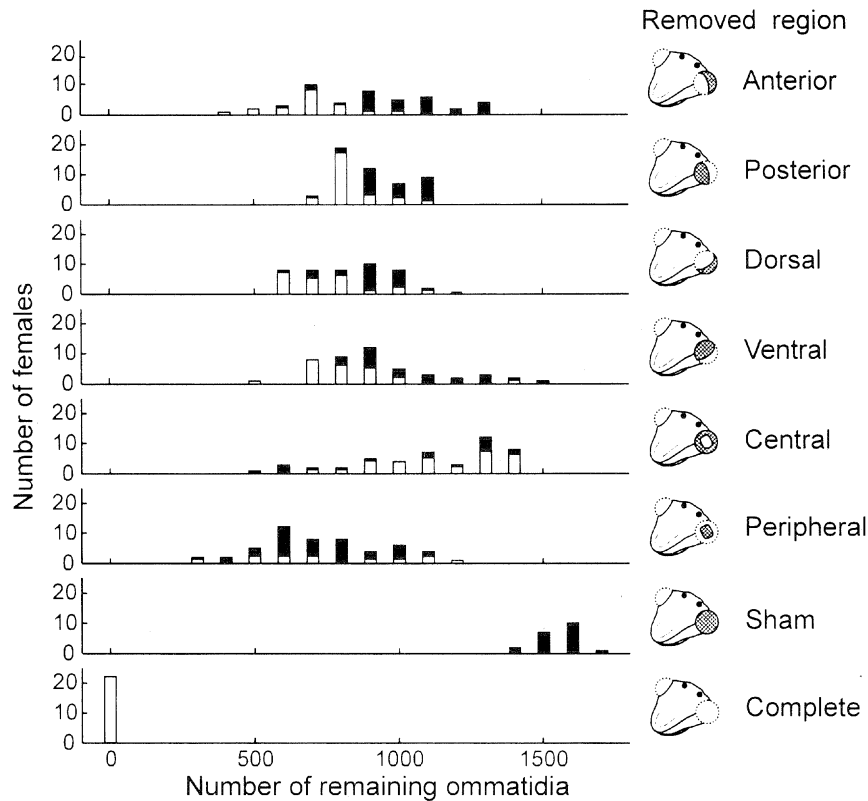 Removed region
20
10
0
Anterior
20
10
0
Posterior
20
10
0
Dorsal
20
10
0
Ventral
20
10
0
Central
20
10
0
Peripheral
20
10
0
Sham
20
10
0
Complete
Number of females
0 500 1000 1500
Number of remaining ommatidia